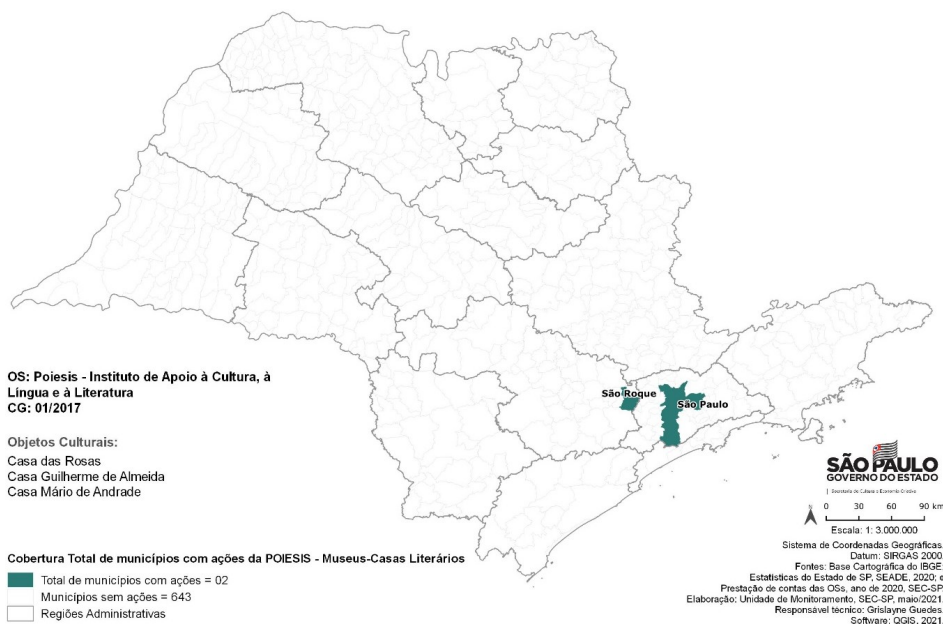 São Roque
São Paulo
OS: Poiesis - Instituto de Apoio à Cultura, à
Língua e à Literatura
CG: 01/2017
Objetos Culturais:
Casa das Rosas
Casa Guilherme de Almeida
Casa Mário de Andrade
Cobertura Total de municípios com ações da POIESIS - Museus-Casas Literários
Total de municípios com ações = 02
Municípios sem ações = 643
Regiões Administrativas
SÃO PAULO
GOVERNO DO ESTADO
Secretaria de Cultura e Economia Criativa
N
0 30 60 90 km
Escala: 1: 3.000.000
Sistema de Coordenadas Geográficas.
Datum: SIRGAS 2000.
Fontes: Base Cartográfica do IBGE.
Estatísticas do Estado de SP, SEADE, 2020; e
Prestação de contas das OSs, ano de 2020, SEC-SP.
Elaboração: Unidade de Monitoramento, SEC-SP, maio/2021.
Responsável técnico: Grislayne Guedes.
Software: QGIS, 2021.